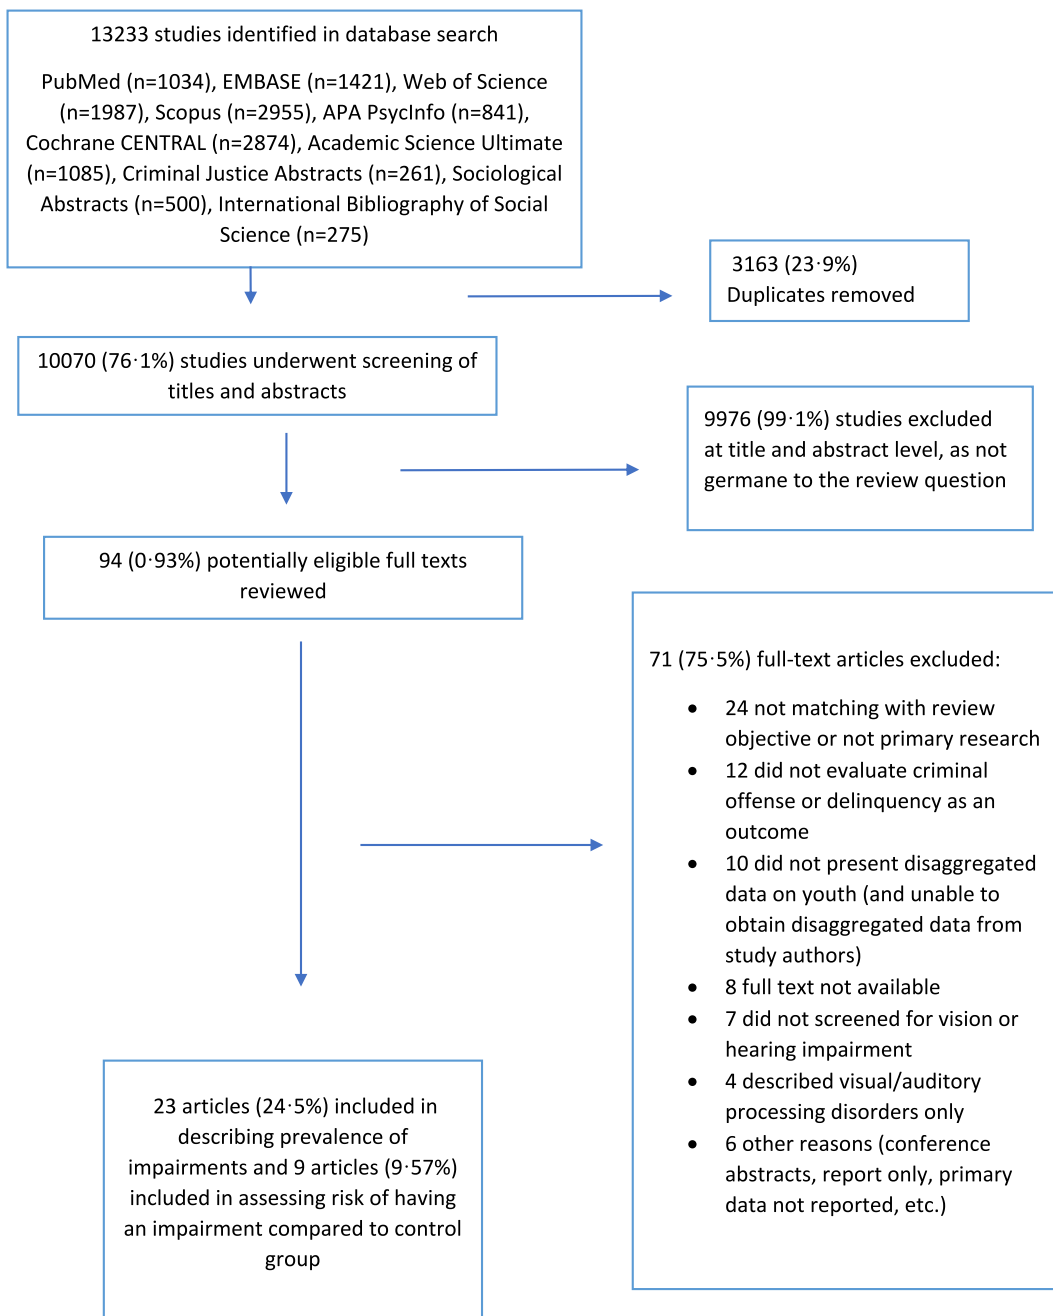 13233 studies identified in database search
PubMed (n=1034), EMBASE (n=1421), Web of Science
(n=1987), Scopus (n=2955), APA PsycInfo (n=841),
Cochrane CENTRAL (n=2874), Academic Science Ultimate
(n=1085), Criminal Justice Abstracts (n=261), Sociological
Abstracts (n=500), International Bibliography of Social
Science (n=275)
3163 (23·9%)
Duplicates removed
10070 (76·1%) studies underwent screening of
titles and abstracts
9976 (99·1%) studies excluded
at title and abstract level, as not
germane to the review question
94 (0·93%) potentially eligible full texts
reviewed
71 (75·5%) full-text articles excluded:
• 24 not matching with review
objective or not primary research
• 12 did not evaluate criminal
offense or delinquency as an
outcome
• 10 did not present disaggregated
data on youth (and unable to
obtain disaggregated data from
study authors)
• 8 full text not available
• 7 did not screened for vision or
hearing impairment
• 4 described visual/auditory
processing disorders only
• 6 other reasons (conference
abstracts, report only, primary
data not reported, etc.)
23 articles (24·5%) included in
describing prevalence of
impairments and 9 articles (9·57%)
included in assessing risk of having
an impairment compared to control
group